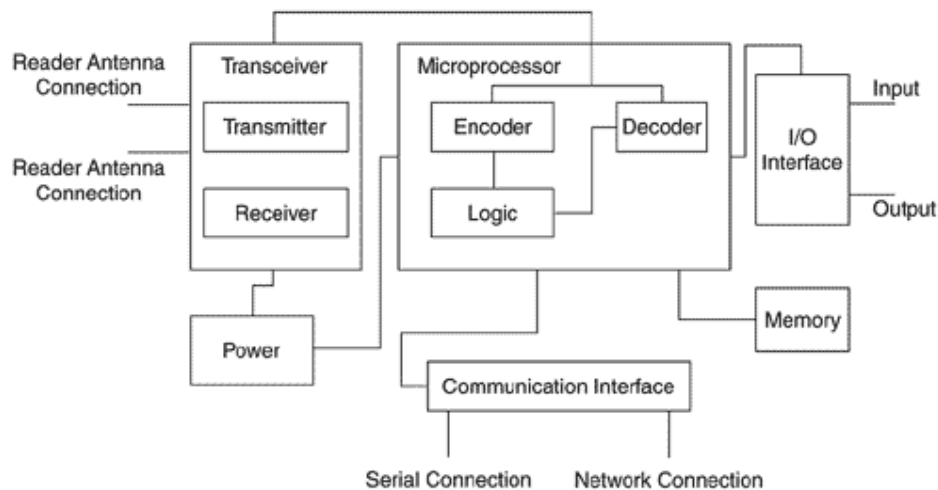 Reader Antenna
Connection
Reader Antenna
Connection
Transceiver
Transmitter
Receiver
Power
Microprocessor
Encoder
Decoder
Logic
I/O
Interface
Input
Output
Memory
Communication Interface
Serial Connection
Network Connection